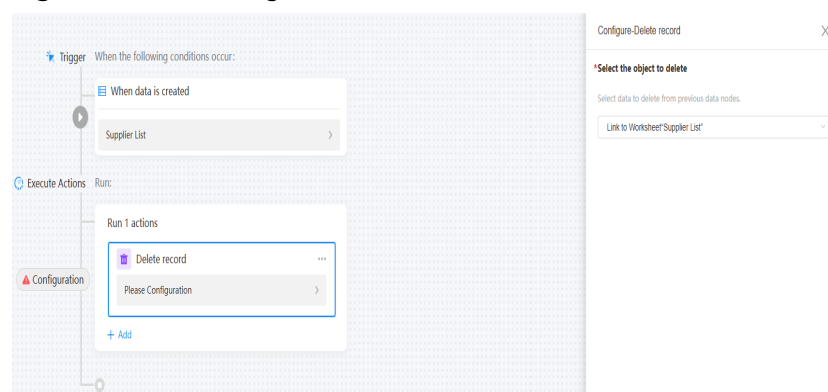 Trigger When the following conditions occur:
When data is created
Supplier List
Execute Actions Run:
Run 1 actions
Delete record
Configuration
Please Configuration
+ Add
Configure-Delete record
*Select the object to delete
Select data to delete from previous data nodes.
Link to Worksheet"Supplier List"